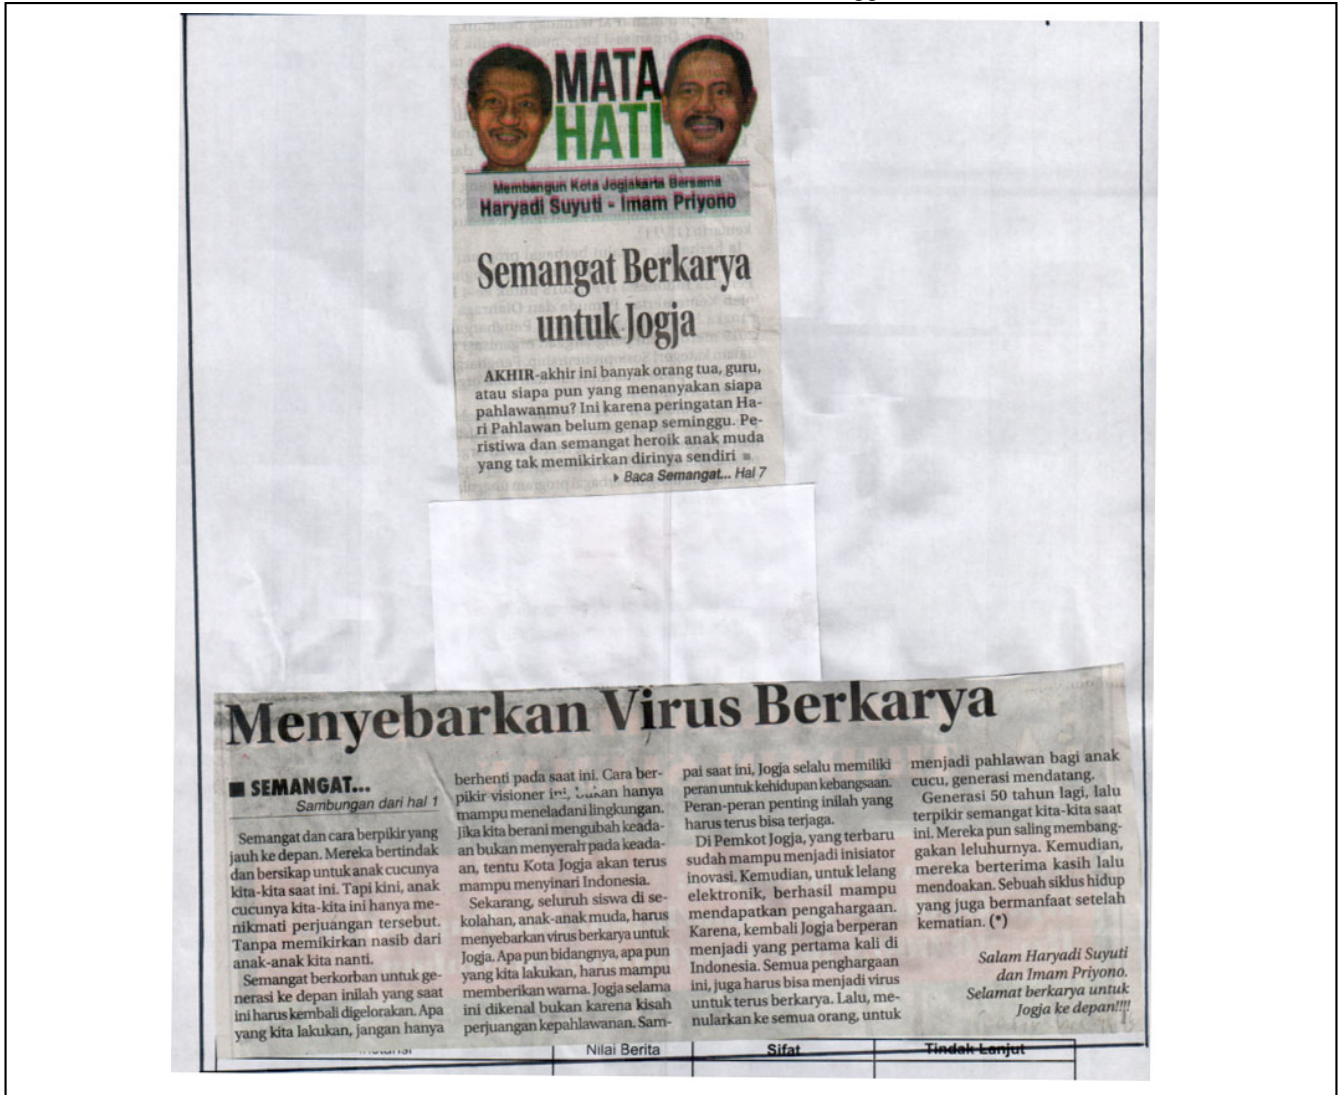 MATA
HATI
Membangun Kota Jogjakarta Bersama
Haryadi Suyuti - Imam Priyono
Semangat Berkarya
untuk Jogja
AKHIR-akhir ini banyak orang tua, guru,
atau siapa pun yang menanyakan siapa
pahlawanmu? Ini karena peringatan Ha-
ri Pahlawan belum genap seminggu. Pe-
ristiwa dan semangat heroik anak muda
yang tak memikirkan dirinya sendiri
Baca Semangat... Hal 7
Menyebarkan Virus Berkarya
SEMANGAT...
Sambungan dari hal 1
Semangat dan cara berpikir yang
jauh ke depan. Mereka bertindak
dan bersikap untuk anak cucunya
kita-kita saat ini. Tapi kini, anak
cucunya kita-kita ini hanya me-
nikmati perjuangan tersebut.
Tanpa memikirkan nasib dari
anak-anak kita nanti.
Semangat berkorban untuk ge-
nerasi ke depan inilah yang saat
ini harus kembali digelorakan. Apa
yang kita lakukan, jangan hanya
berhenti pada saat ini. Cara ber-
pikir visioner ini, bukan hanya
mampu meneladani lingkungan.
Jika kita berani mengubah keada-
an bukan menyerah pada keada-
an, tentu Kota Jogja akan terus
mampu menyinari Indonesia.
Sekarang, seluruh siswa di se-
kolahan, anak-anak muda, harus
menyebarkan virus berkarya untuk
Jogja. Apa pun bidangnya, apa pun
yang kita lakukan, harus mampu
memberikan warna. Jogja selama
ini dikenal bukan karena kisah
perjuangan kepahlawanan. Sam-
pai saat ini, Jogja selalu memiliki
peran untuk kehidupan kebangsaan.
Peran-peran penting inilah yang
harus terus bisa terjaga.
Di Pemkot Jogja, yang terbaru
sudah mampu menjadi inisiator
inovasi. Kemudian, untuk lelang
elektronik, berhasil mampu
mendapatkan pengahargaan.
Karena, kembali Jogja berperan
menjadi yang pertama kali di
Indonesia. Semua penghargaan
ini, juga harus bisa menjadi virus
untuk terus berkarya. Lalu, me-
nularkan ke semua orang, untuk
menjadi pahlawan bagi anak
cucu, generasi mendatang.
Generasi 50 tahun lagi, lalu
terpikir semangat kita-kita saat
ini. Mereka pun saling membang-
gakan leluhurnya. Kemudian,
mereka berterima kasih lalu
mendoakan. Sebuah siklus hidup
yang juga bermanfaat setelah
kematian. (*)
Salam Haryadi Suyuti
dan Imam Priyono.
Selamat berkarya untuk
Jogja ke depan!!!!
Nilai Berita
Sifat
Tindak Lanjut